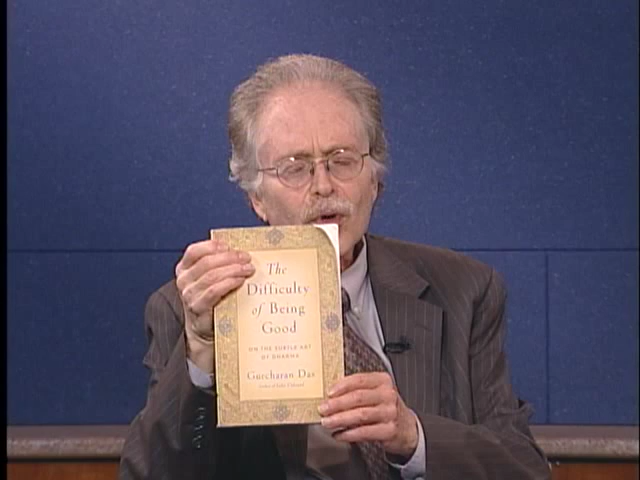 The
Difficulty
of Being
Good
ON THE SUBTLE ART
OF DHARMA
Gurcharan Das